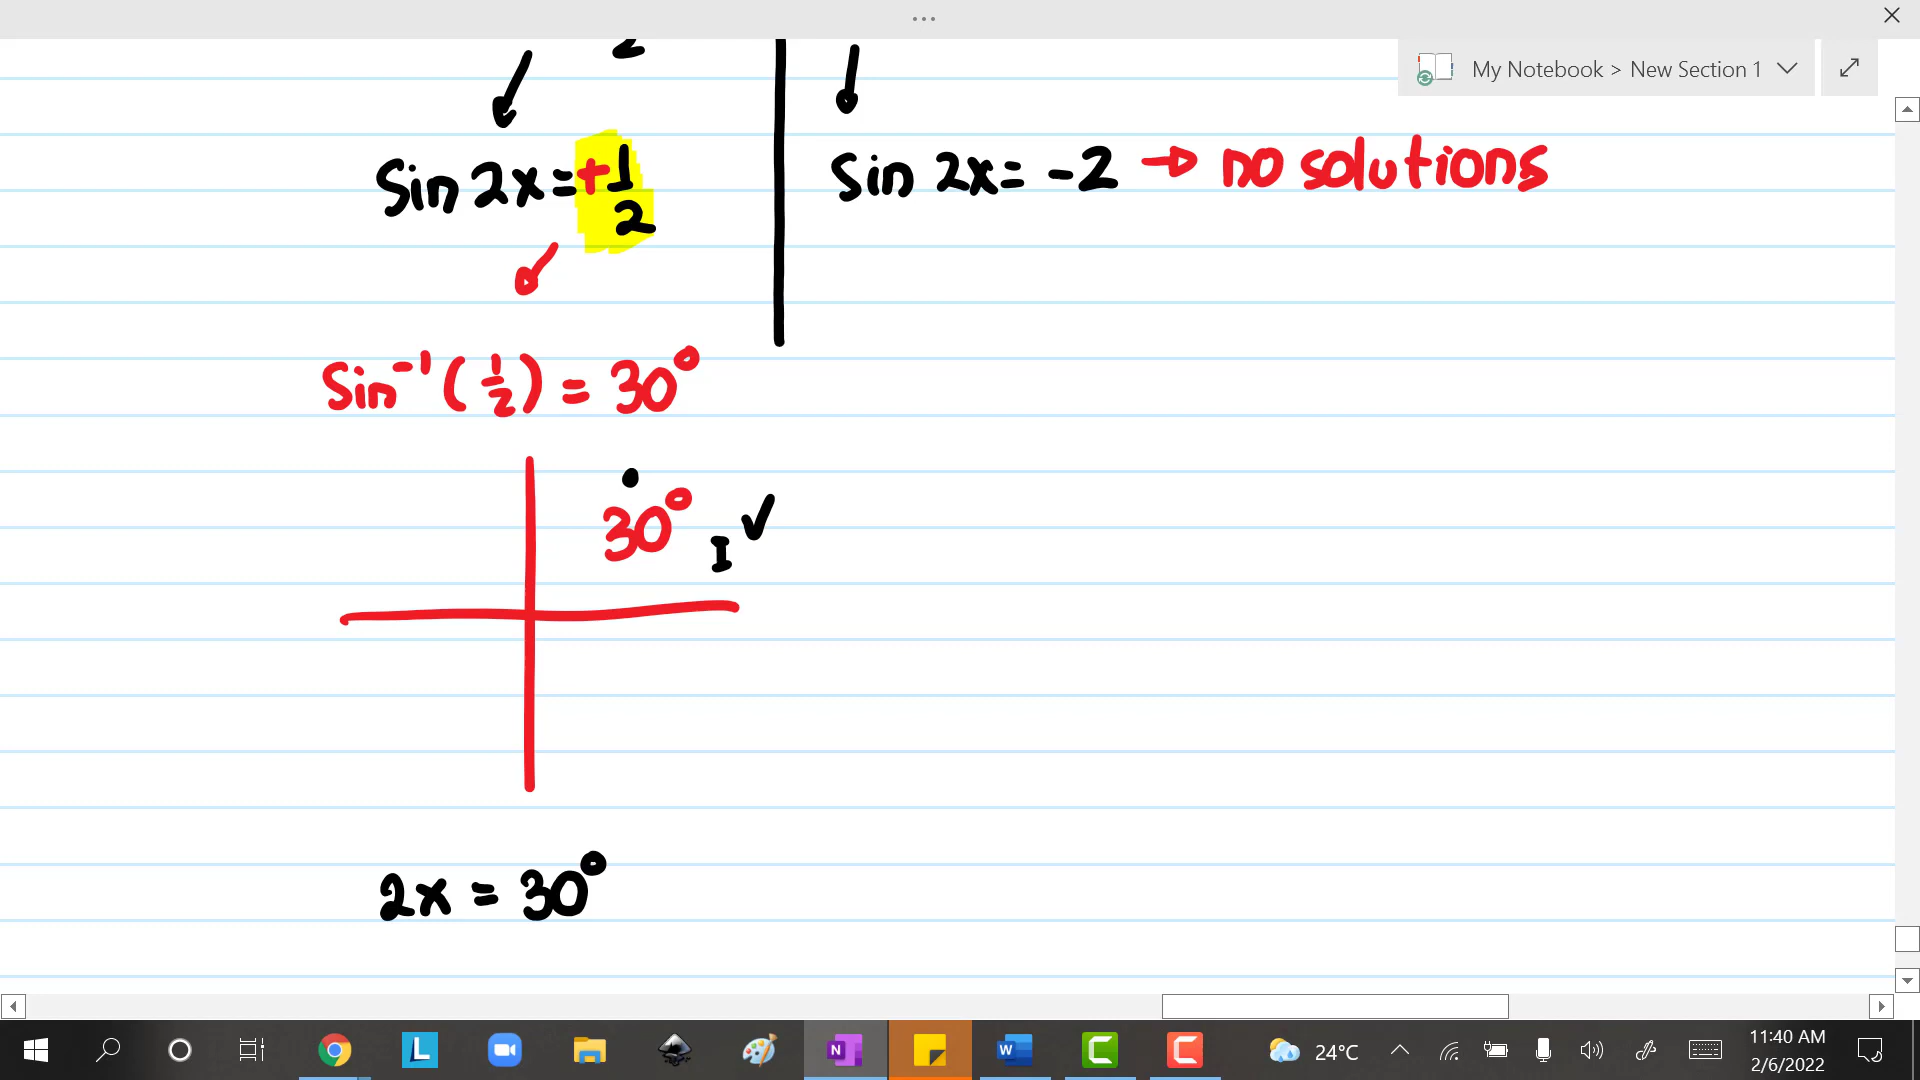 My Notebook > New Section 1
2
Sin 2x = +1/2
Sin 2x = -2 → no solutions
Sin⁻¹ (1/2) = 30°
30°
I ✓
2x = 30°
L
N
W
C
C
24°C
11:40 AM
2/6/2022